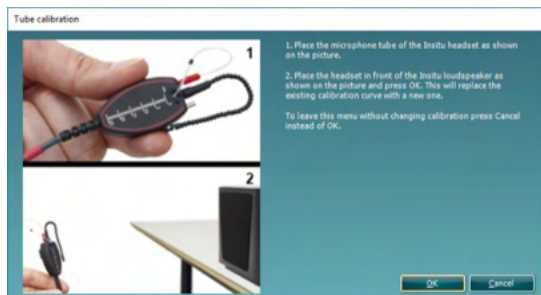 Tube calibration
1
1. Place the microphone tube of the Insitu headset as shown
on the picture.
2. Place the headset in front of the Insitu loudspeaker as
shown on the picture and press OK. This will replace the
existing calibration curve with a new one.
To leave this menu without changing calibration press Cancel
instead of OK.
2
OK
Cancel